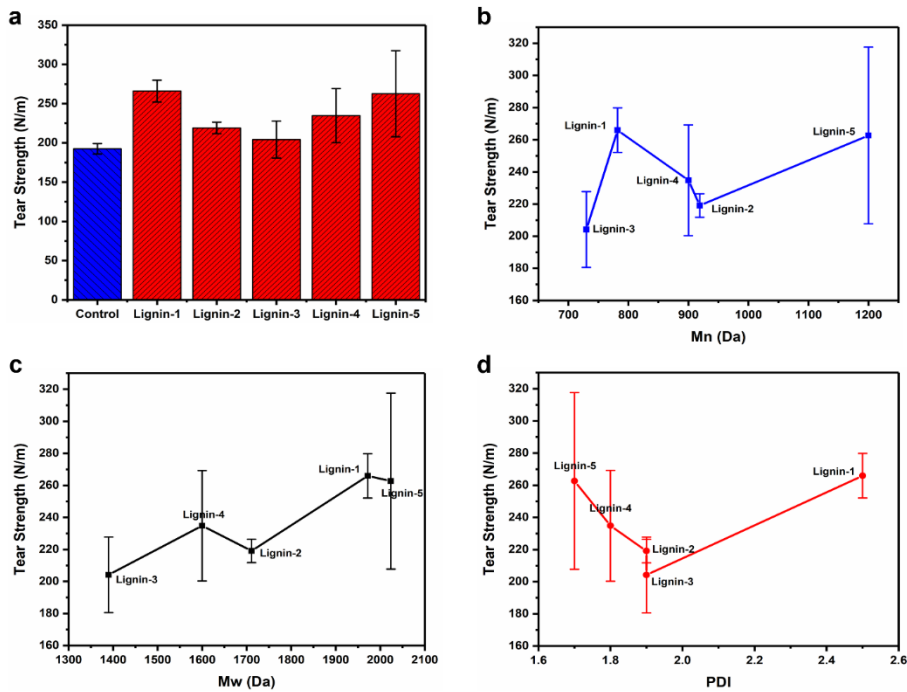 a
350
300
250
200
150
100
50
0
Tear Strength (N/m)
Control Lignin-1 Lignin-2 Lignin-3 Lignin-4 Lignin-5
b
320
300
280
260
240
220
200
180
160
Tear Strength (N/m)
Lignin-1
Lignin-5
Lignin-4
Lignin-2
Lignin-3
700 800 900 1000 1100 1200
Mn (Da)
c
320
300
280
260
240
220
200
180
160
Tear Strength (N/m)
Lignin-1
Lignin-5
Lignin-4
Lignin-2
Lignin-3
1300 1400 1500 1600 1700 1800 1900 2000 2100
Mw (Da)
d
320
300
280
260
240
220
200
180
160
Tear Strength (N/m)
Lignin-5
Lignin-1
Lignin-4
Lignin-2
Lignin-3
1.6 1.8 2.0 2.2 2.4 2.6
PDI